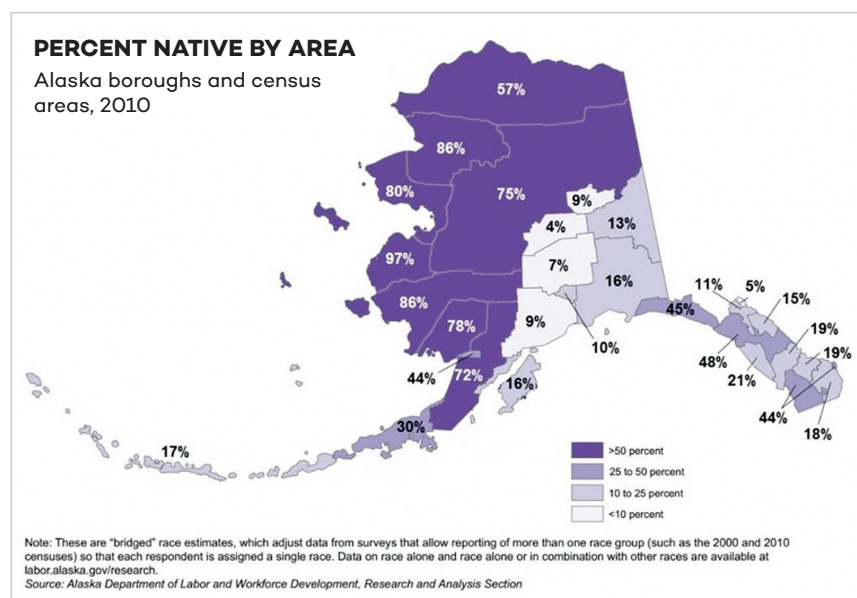 PERCENT NATIVE BY AREA
Alaska boroughs and census
areas, 2010
57%
86%
80%
75%
9%
4%
13%
97%
7%
16%
86%
78%
9%
10%
44%
72%
16%
30%
17%
45%
11%
5%
15%
19%
48%
19%
21%
44%
18%
>50 percent
25 to 50 percent
10 to 25 percent
<10 percent
Note: These are “bridged” race estimates, which adjust data from surveys that allow reporting of more than one race group (such as the 2000 and 2010
censuses) so that each respondent is assigned a single race. Data on race alone and race alone or in combination with other races are available at
labor.alaska.gov/research.
Source: Alaska Department of Labor and Workforce Development, Research and Analysis Section